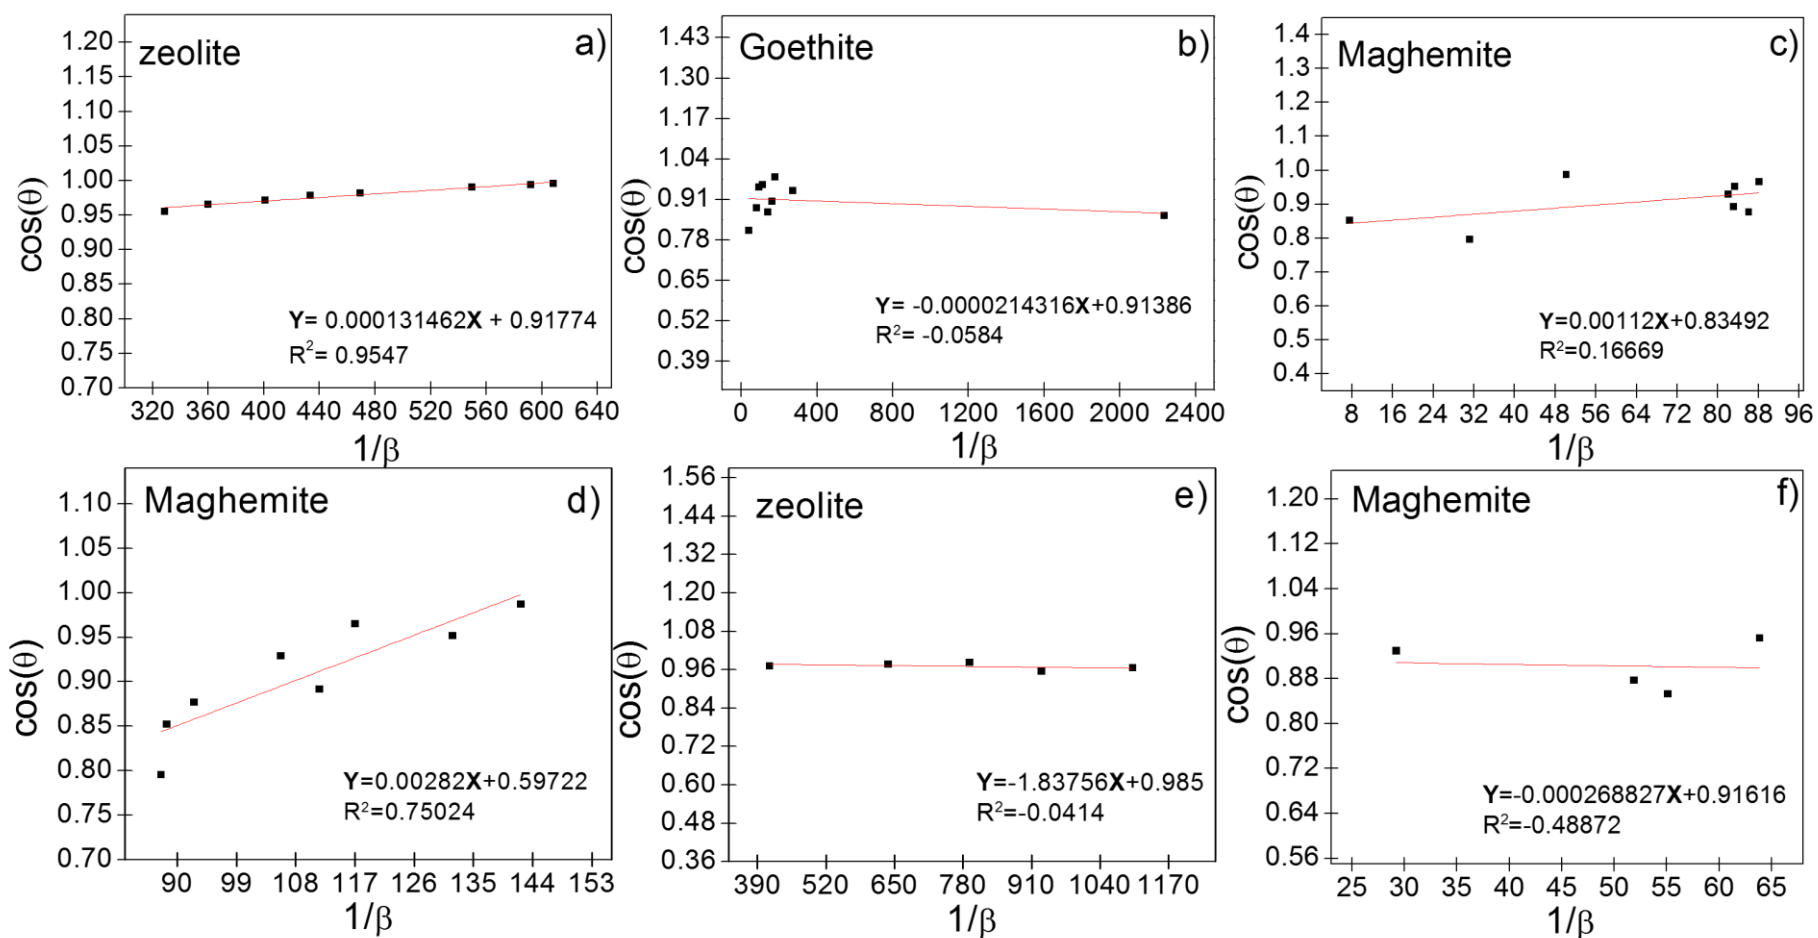 zeolite
a)
cos(θ)
1.20
1.15
1.10
1.05
1.00
0.95
0.90
0.85
0.80
0.75
0.70
Y= 0.000131462X + 0.91774
R²= 0.9547
320 360 400 440 480 520 560 600 640
1/β
Goethite
b)
cos(θ)
1.43
1.30
1.17
1.04
0.91
0.78
0.65
0.52
0.39
Y= -0.0000214316X+0.91386
R²= -0.0584
0 400 800 1200 1600 2000 2400
1/β
Maghemite
c)
cos(θ)
1.4
1.3
1.2
1.1
1.0
0.9
0.8
0.7
0.6
0.5
0.4
Y=0.00112X+0.83492
R²=0.16669
8 16 24 32 40 48 56 64 72 80 88 96
1/β
Maghemite
d)
cos(θ)
1.10
1.05
1.00
0.95
0.90
0.85
0.80
0.75
0.70
Y=0.00282X+0.59722
R²=0.75024
90 99 108 117 126 135 144 153
1/β
zeolite
e)
cos(θ)
1.56
1.44
1.32
1.20
1.08
0.96
0.84
0.72
0.60
0.48
0.36
Y=-1.83756X+0.985
R²=-0.0414
390 520 650 780 910 1040 1170
1/β
Maghemite
f)
cos(θ)
1.20
1.12
1.04
0.96
0.88
0.80
0.72
0.64
0.56
Y=-0.000268827X+0.91616
R²=-0.48872
25 30 35 40 45 50 55 60 65
1/β